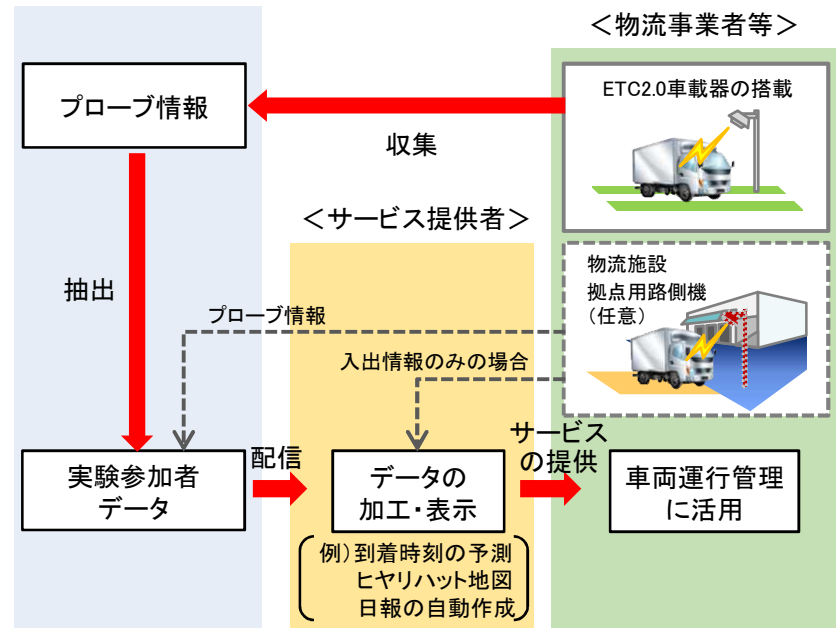 ＜物流事業者等＞
プローブ情報
ETC2.0車載器の搭載
収集
＜サービス提供者＞
抽出
物流施設
拠点用路側機
（任意）
プローブ情報
入出情報のみの場合
実験参加者
データ
配信
データの
加工・表示
サービス
の提供
車両運行管理
に活用
例）到着時刻の予測
ヒヤリハット地図
日報の自動作成